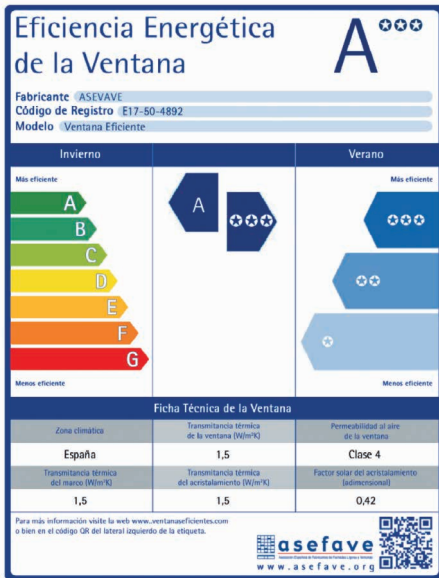 Eficiencia Energética
de la Ventana
A
Fabricante ASEVAVE
Código de Registro E17-50-4892
Modelo Ventana Eficiente
Invierno
Verano
Más eficiente
Más eficiente
A
B
C
D
E
F
G
A
Menos eficiente
Menos eficiente
Ficha Técnica de la Ventana
Zona climática
Transmitancia térmica
de la ventana (W/m²K)
Permeabilidad al aire
de la ventana
España
1,5
Clase 4
Transmitancia térmica
del marco (W/m²K)
Transmitancia térmica
del acristalamiento (W/m²K)
Factor solar del acristalamiento
(adimensional)
1,5
1,5
0,42
Para más información visite la web www.ventanaseficientes.com
o bien en el código QR del lateral izquierdo de la etiqueta.
asefave
www.asefave.org